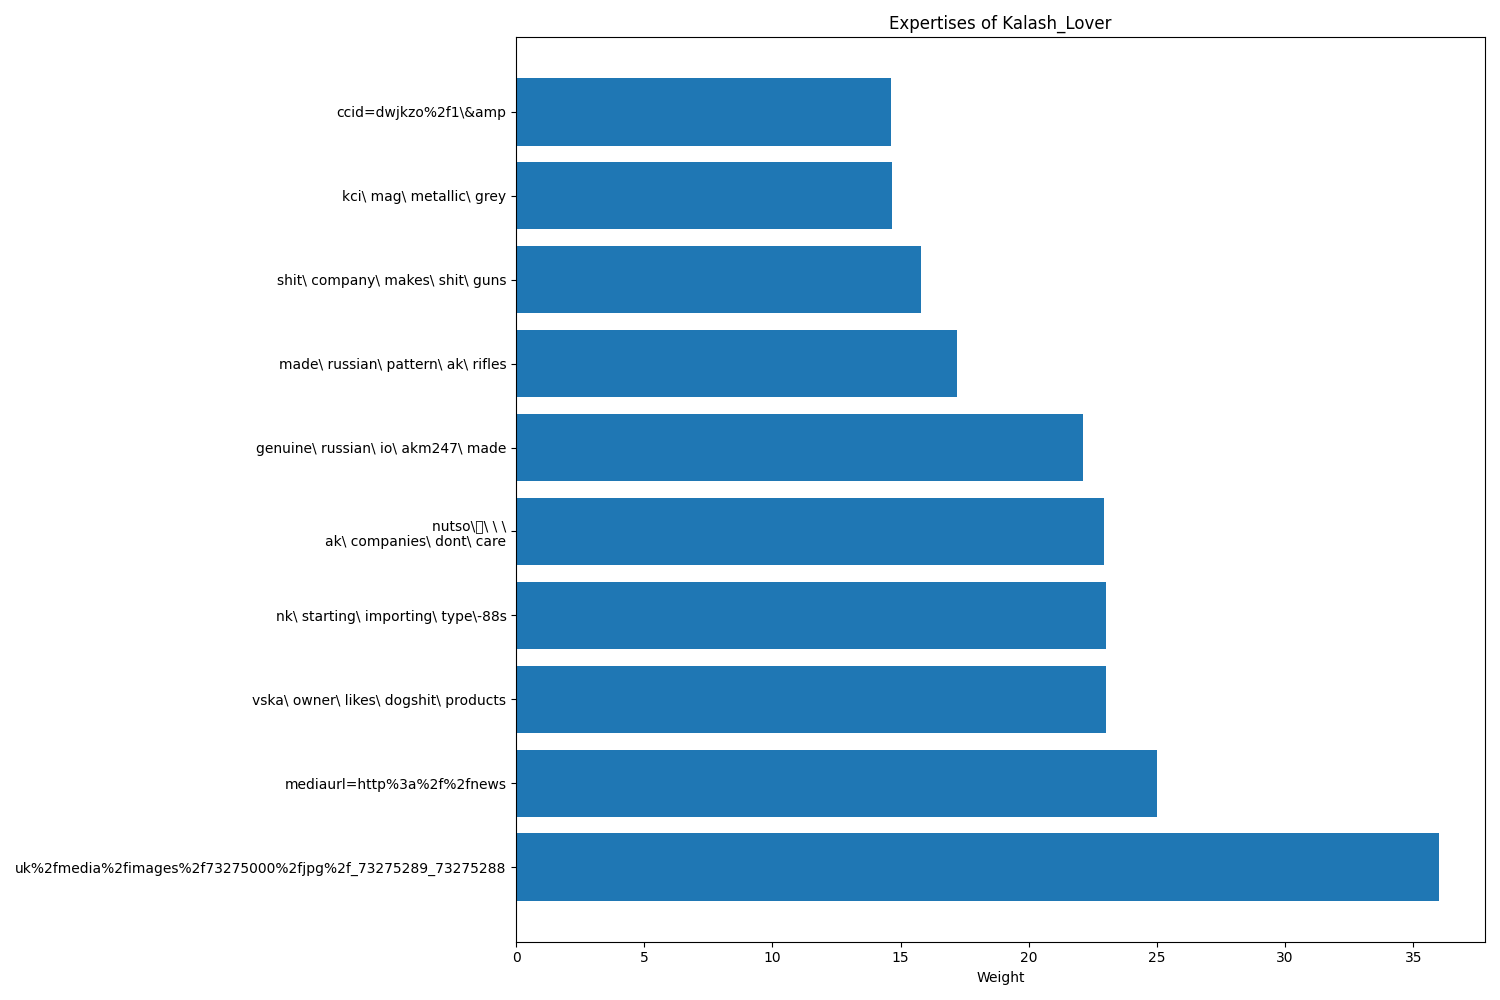 Expertises of Kalash_Lover
ccid=dwjkzo%2f1\&amp
kci\ mag\ metallic\ grey
shit\ company\ makes\ shit\ guns
made\ russian\ pattern\ ak\ rifles
genuine\ russian\ io\ akm247\ made
nutso\▯\ \ \
ak\ companies\ dont\ care
nk\ starting\ importing\ type\-88s
vska\ owner\ likes\ dogshit\ products
mediaurl=http%3a%2f%2fnews
uk%2fmedia%2fimages%2f73275000%2fjpg%2f_73275289_73275288
0 5 10 15 20 25 30 35
Weight